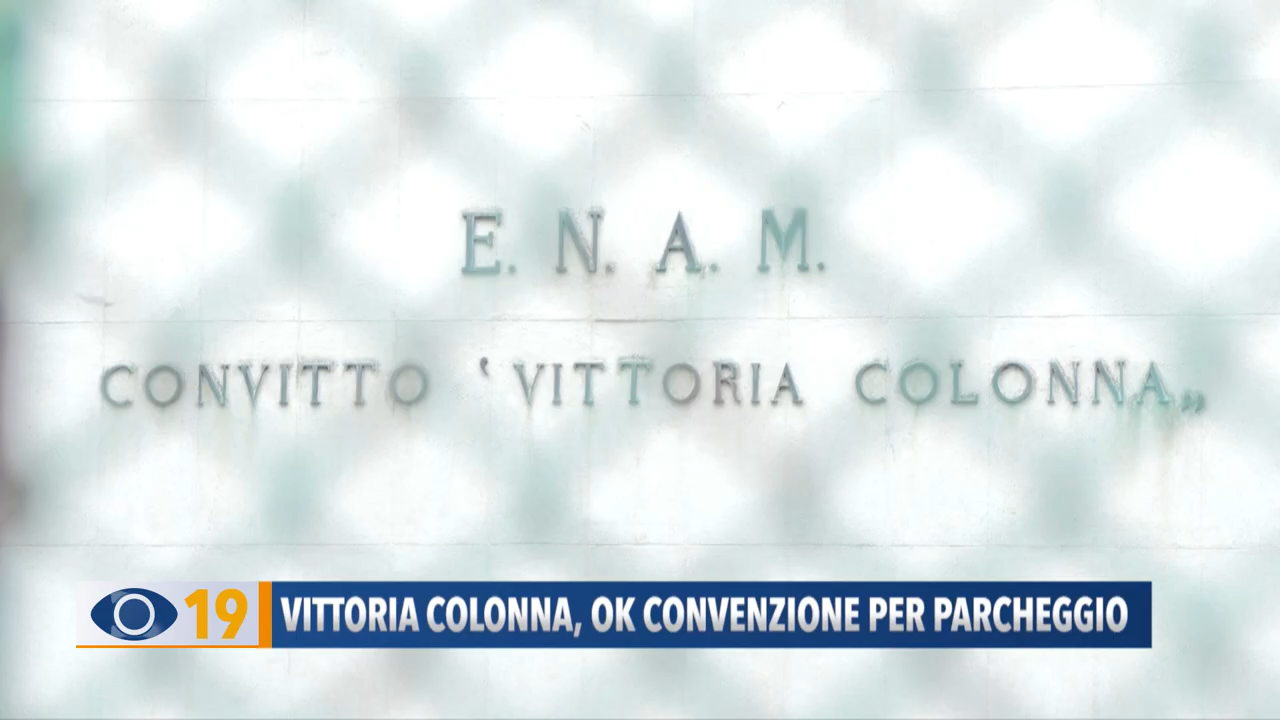 E. N. A. M.
CONVITTO ‘VITTORIA COLONNA„
19
VITTORIA COLONNA, OK CONVENZIONE PER PARCHEGGIO